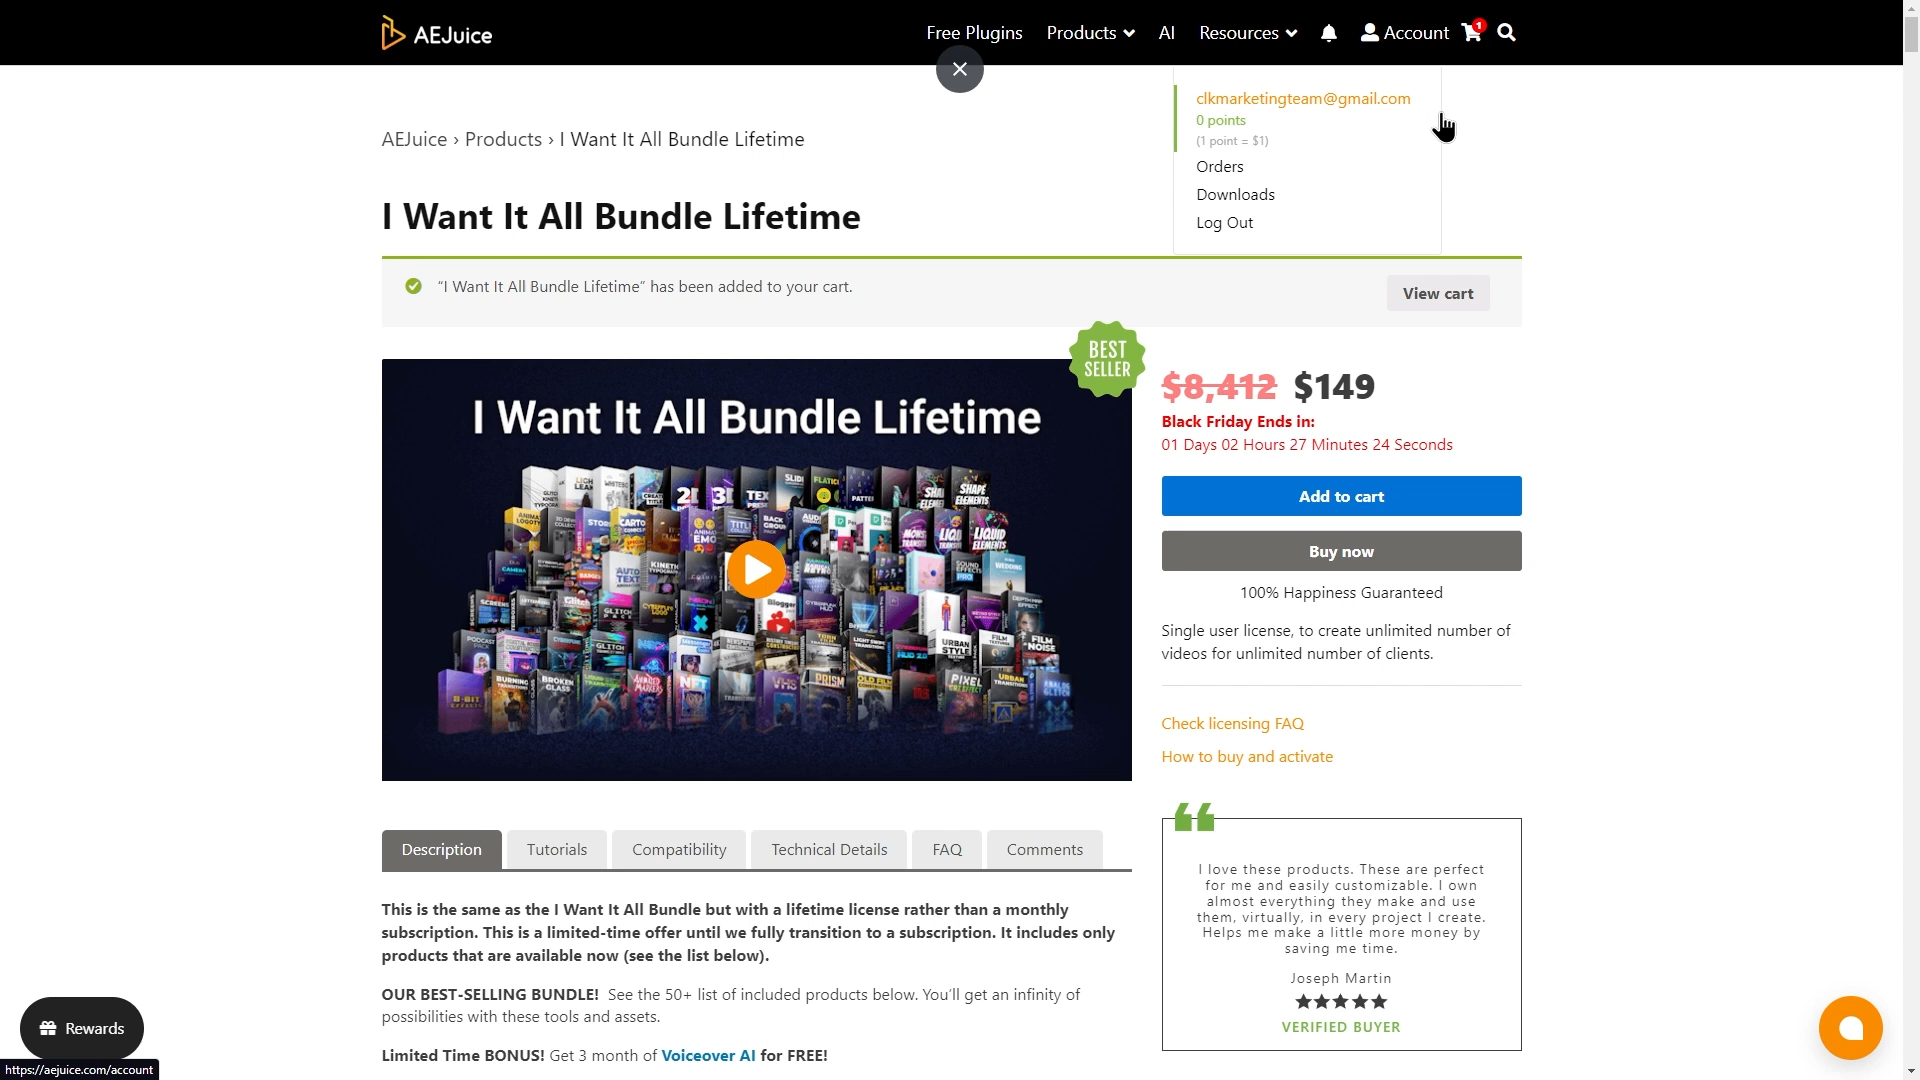 AEJuice
Free Plugins
Products
AI
Resources
Account
1
clkmarketingteam@gmail.com
0 points
(1 point = $1)
Orders
Downloads
Log Out
AEJuice › Products › I Want It All Bundle Lifetime
I Want It All Bundle Lifetime
“I Want It All Bundle Lifetime” has been added to your cart.
View cart
BEST
SELLER
I Want It All Bundle Lifetime
$8,412 $149
Black Friday Ends in:
01 Days 02 Hours 27 Minutes 24 Seconds
Add to cart
Buy now
100% Happiness Guaranteed
Single user license, to create unlimited number of
videos for unlimited number of clients.
Check licensing FAQ
How to buy and activate
Description
Tutorials
Compatibility
Technical Details
FAQ
Comments
This is the same as the I Want It All Bundle but with a lifetime license rather than a monthly
subscription. This is a limited-time offer until we fully transition to a subscription. It includes only
products that are available now (see the list below).
OUR BEST-SELLING BUNDLE! See the 50+ list of included products below. You'll get an infinity of
possibilities with these tools and assets.
Limited Time BONUS! Get 3 month of Voiceover AI for FREE!
I love these products. These are perfect
for me and easily customizable. I own
almost everything they make and use
them, virtually, in every project I create.
Helps me make a little more money by
saving me time.
Joseph Martin
VERIFIED BUYER
Rewards
https://aejuice.com/account